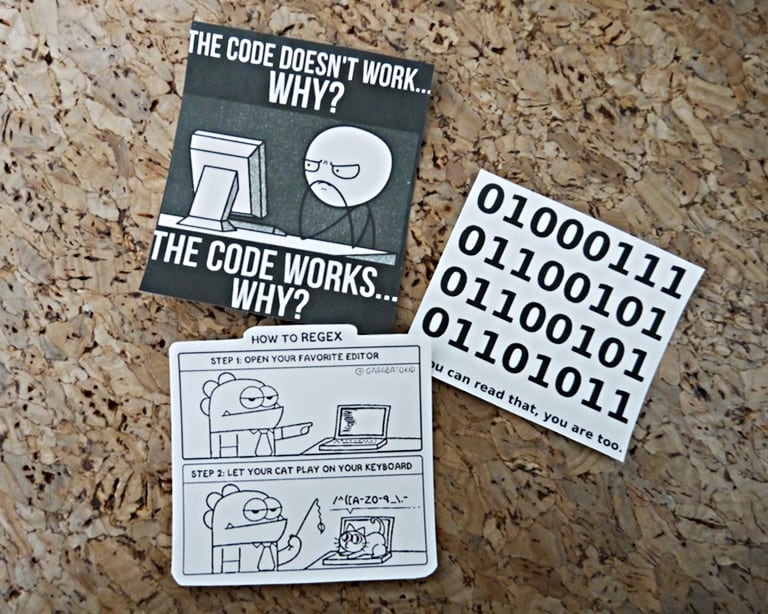 THE CODE DOESN'T WORK...
WHY?
THE CODE WORKS...
WHY?
01000111
01100101
01100101
01101011
ou can read that, you are too.
HOW TO REGEX
STEP 1: OPEN YOUR FAVORITE EDITOR
@GARABATOKID
STEP 2: LET YOUR CAT PLAY ON YOUR KEYBOARD
/^([A-Z0-9_\.-